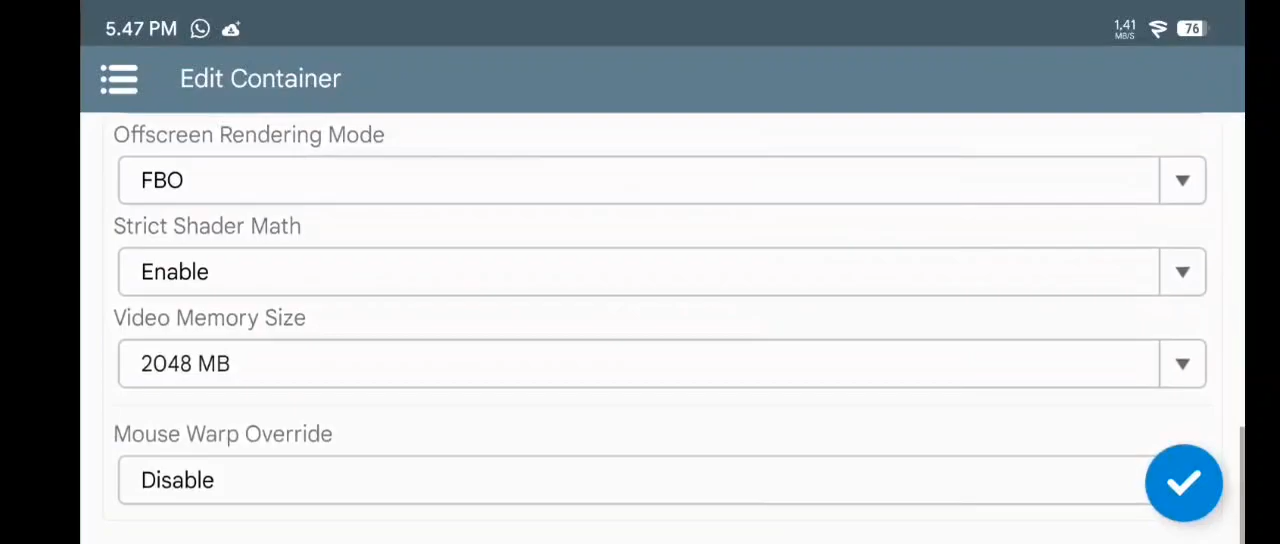 5.47 PM
1,41
MB/S
76
Edit Container
Offscreen Rendering Mode
FBO
Strict Shader Math
Enable
Video Memory Size
2048 MB
Mouse Warp Override
Disable